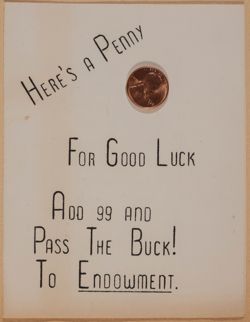 Here's a Penny
For Good Luck
Add 99 and
Pass The Buck!
To Endowment.